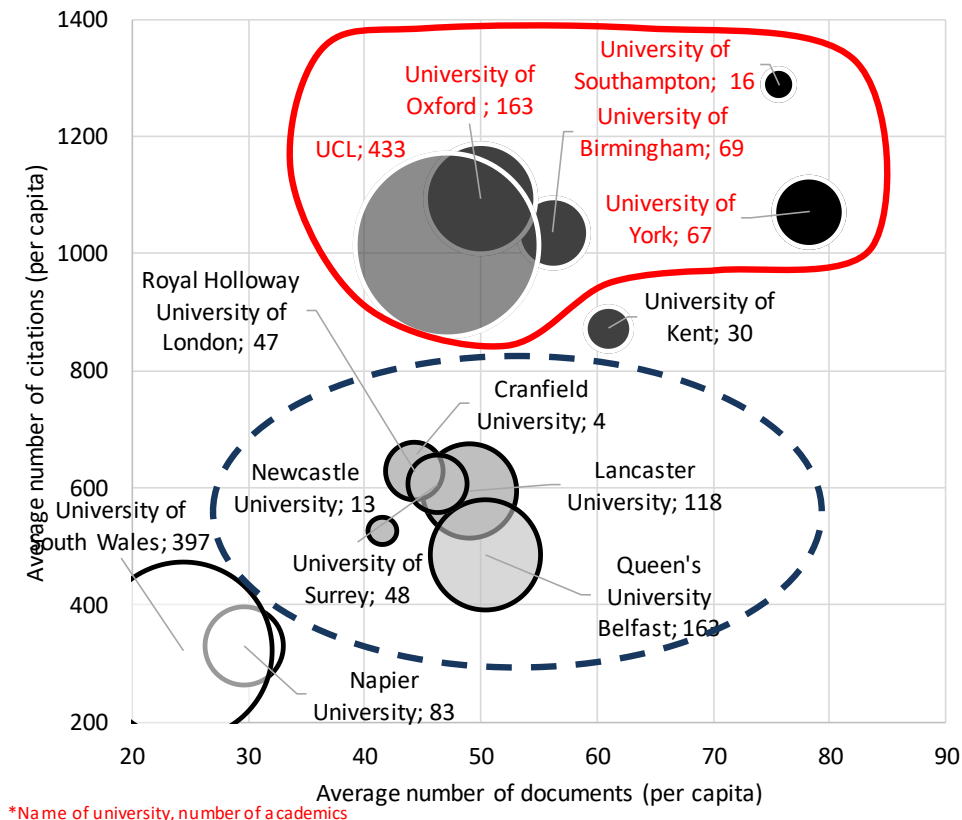 1400
1200
1000
800
600
400
200
20
30
40
50
60
70
80
90
Average number of citations (per capita)
Average number of documents (per capita)
University of
Southampton; 16
University of
Oxford ; 163
University of
Birmingham; 69
UCL; 433
University of
York; 67
Royal Holloway
University of
London; 47
University of
Kent; 30
Cranfield
University; 4
Newcastle
University; 13
Lancaster
University; 118
University of
South Wales; 397
University of
Surrey; 48
Queen's
University
Belfast; 163
Napier
University; 83
*Name of university, number of academics